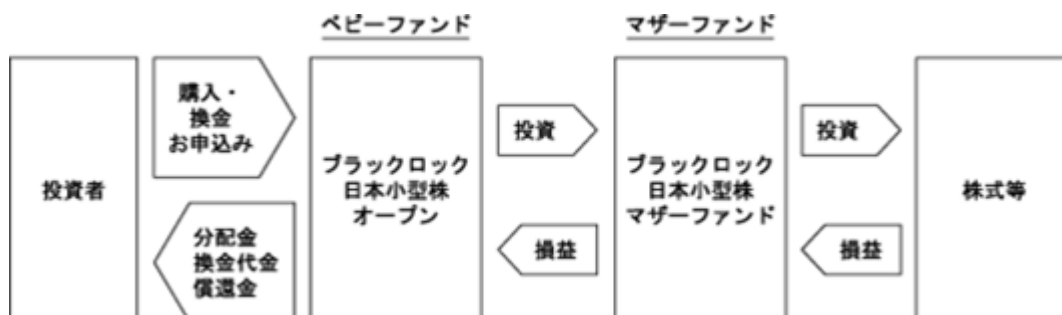 ベビーファンド
マザーファンド
投資者
購入・
換金
お申込み
分配金
換金代金
償還金
ブラックロック
日本小型株
オープン
投資
損益
ブラックロック
日本小型株
マザーファンド
投資
損益
株式等